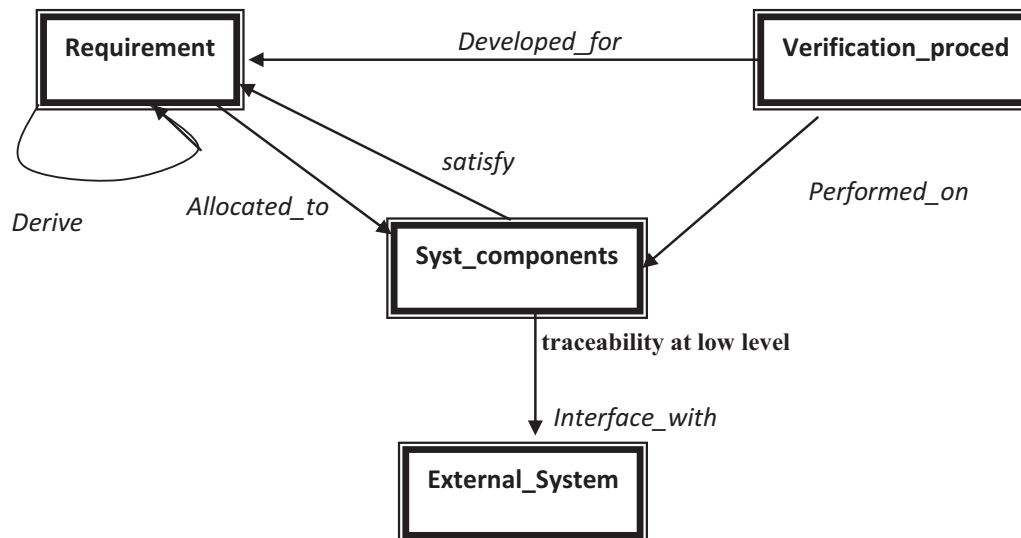 Requirement
Developed_for
Verification_proced
satisfy
Derive
Allocated_to
Performed_on
Syst_components
traceability at low level
Interface_with
External_System